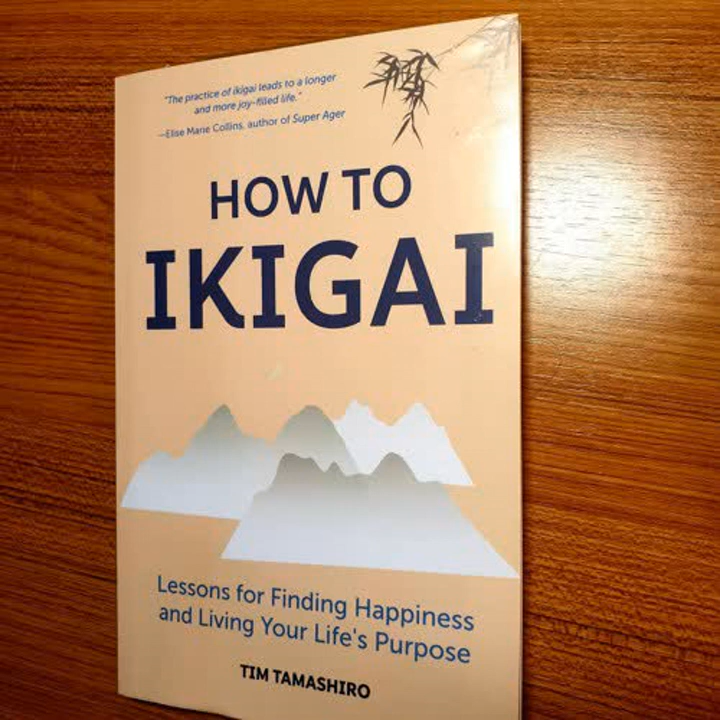 "The practice of ikigai leads to a longer
and more joy-filled life."
—Elise Marie Collins, author of Super Ager
HOW TO
IKIGAI
Lessons for Finding Happiness
and Living Your Life's Purpose
TIM TAMASHIRO